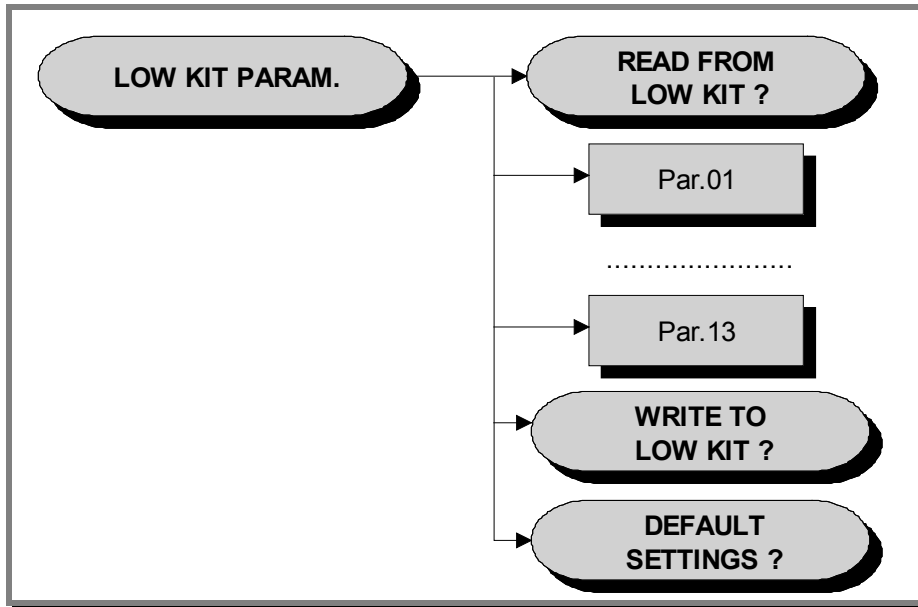 LOW KIT PARAM.
READ FROM
LOW KIT ?
Par.01
.......................
Par.13
WRITE TO
LOW KIT ?
DEFAULT
SETTINGS ?